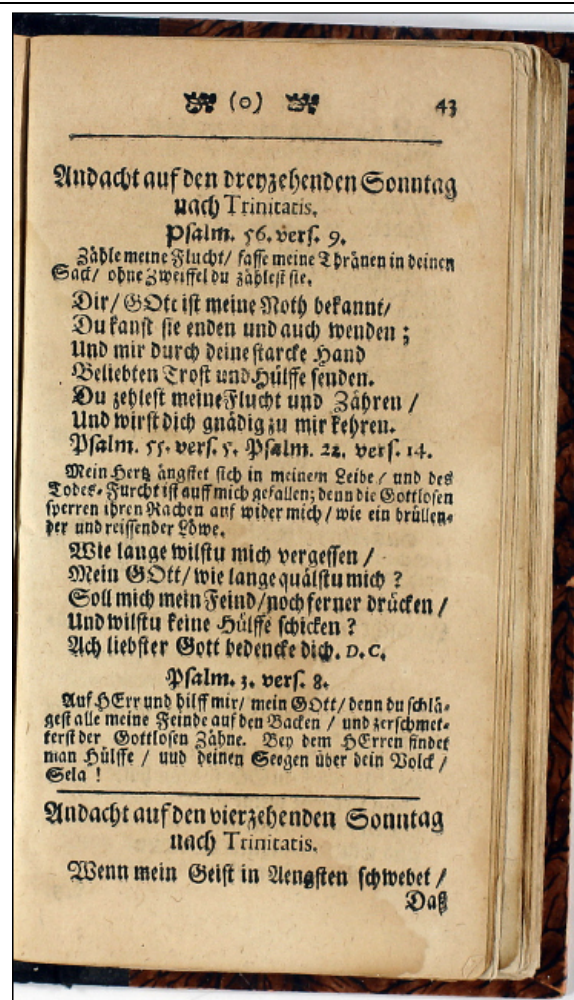 (o) 43
Andacht auf den dreyzehenden Sonntag
nach Trinitatis.
Psalm. 56. vers. 9.
Zähle meine Flucht/ fasse meine Thränen in deinen
Sack/ ohne Zweiffel du zählest sie.
Dir/ GOtt ist meine Noth bekannt/
Du kanst sie enden und auch wenden ;
Und mir durch deine starcke Hand
Beliebten Trost und Hülffe senden.
Du zehlest meine Flucht und Zähren /
Und wirst dich gnädig zu mir kehren.
Psalm. 55. vers. 5. Psalm. 22. vers. 14.
Mein Hertz ängstet sich in meinem Leibe / und des
Todes-Furcht ist auff mich gefallen; denn die Gottlosen
sperren ihren Rachen auf wider mich / wie ein brüllen-
der und reissender Löwe.
Wie lange wilstu mich vergessen /
Mein GOtt/ wie lange quälstu mich ?
Soll mich mein Feind/noch ferner drücken /
Und wilstu keine Hülffe schicken ?
Ach liebster Gott bedencke dich. D.C.
Psalm. 3. vers. 8.
Auf HErr und hilff mir/ mein GOtt/ denn du schlä-
gest alle meine Feinde auf den Backen / und zerschmet-
terst der Gottlosen Zähne. Bey dem HErren findet
man Hülffe / uud deinen Seegen über dein Volck /
Sela !
Andacht auf den vierzehenden Sonntag
nach Trinitatis.
Wenn mein Geist in Aengsten schwebet /
Daß